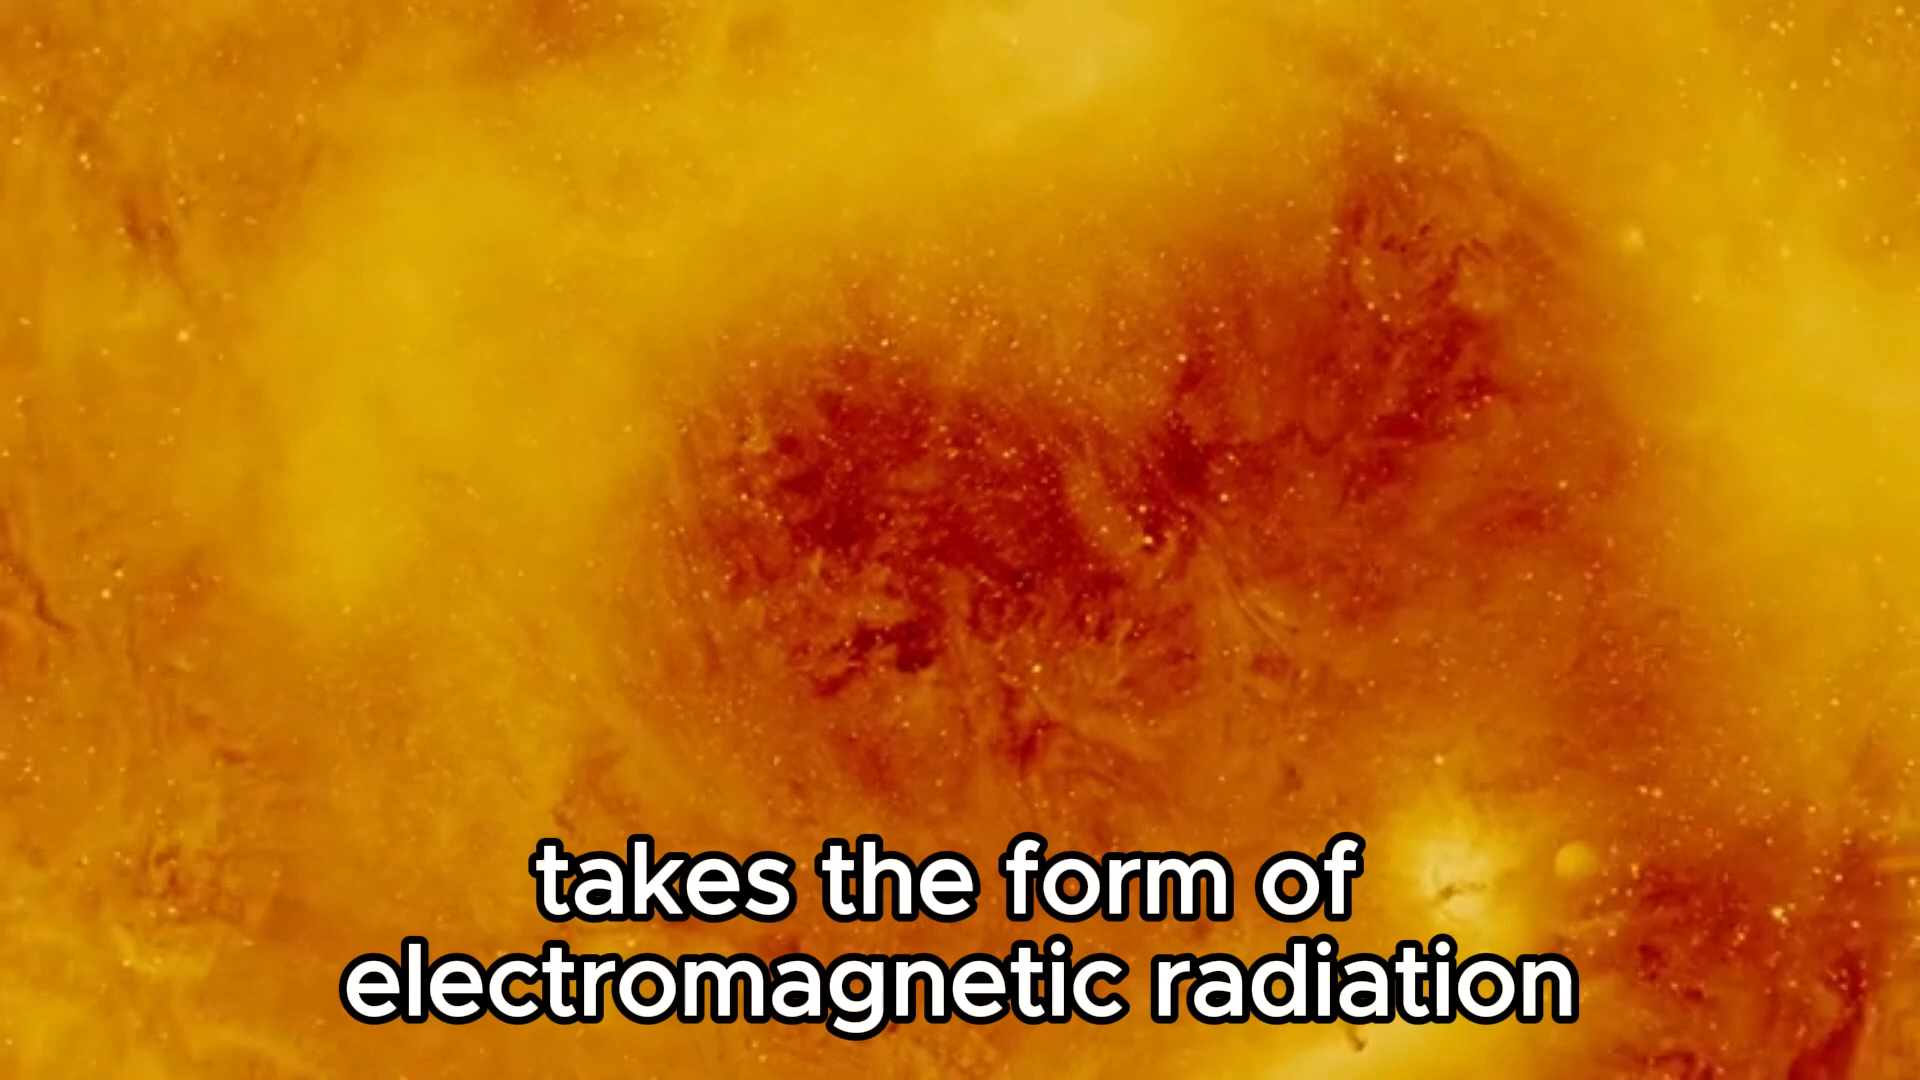 takes the form of
electromagnetic radiation